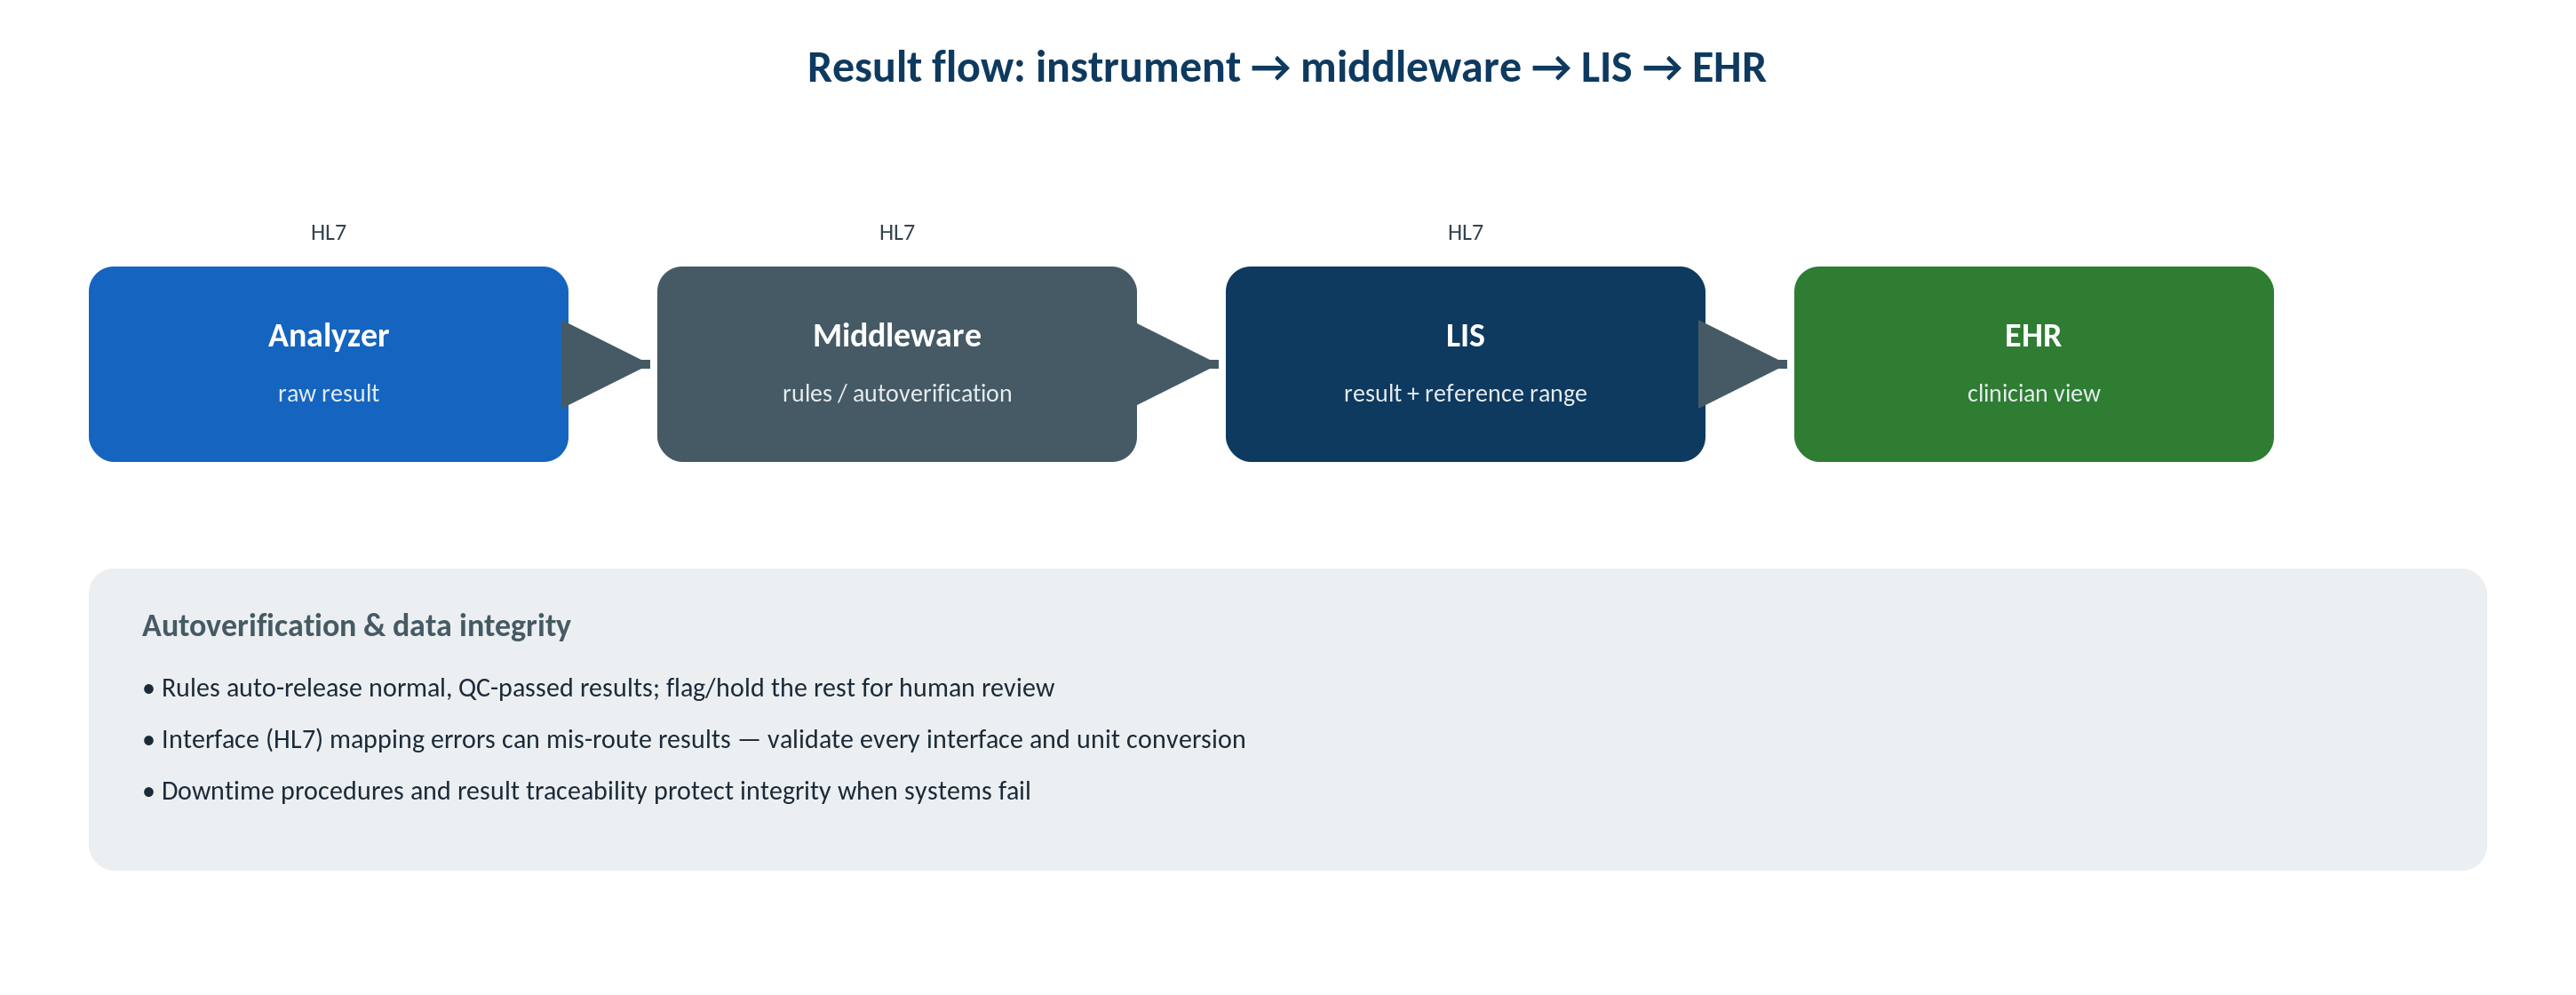 Result flow: instrument → middleware → LIS → EHR
HL7
HL7
HL7
Analyzer
raw result
Middleware
rules / autoverification
LIS
result + reference range
EHR
clinician view
Autoverification & data integrity
• Rules auto-release normal, QC-passed results; flag/hold the rest for human review
• Interface (HL7) mapping errors can mis-route results — validate every interface and unit conversion
• Downtime procedures and result traceability protect integrity when systems fail